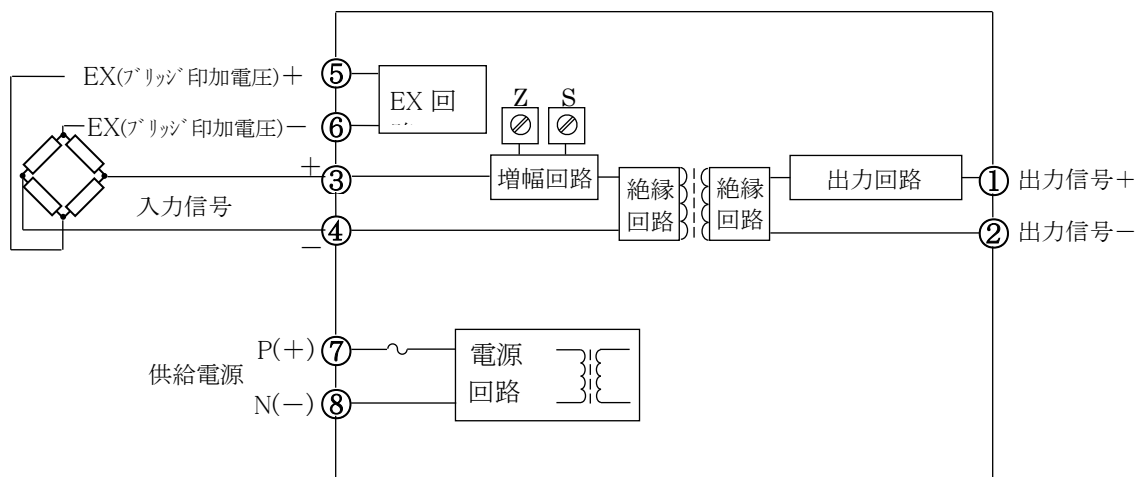 EX(ﾌﾞﾘｯｼﾞ印加電圧)＋
⑤
EX 回
EX(ﾌﾞﾘｯｼﾞ印加電圧)－
⑥
Z
S
＋
③
増幅回路
入力信号
絶縁
回路
絶縁
回路
出力回路
①
出力信号＋
－
④
②
出力信号－
P(＋)
⑦
供給電源
N(－)
⑧
電源
回路